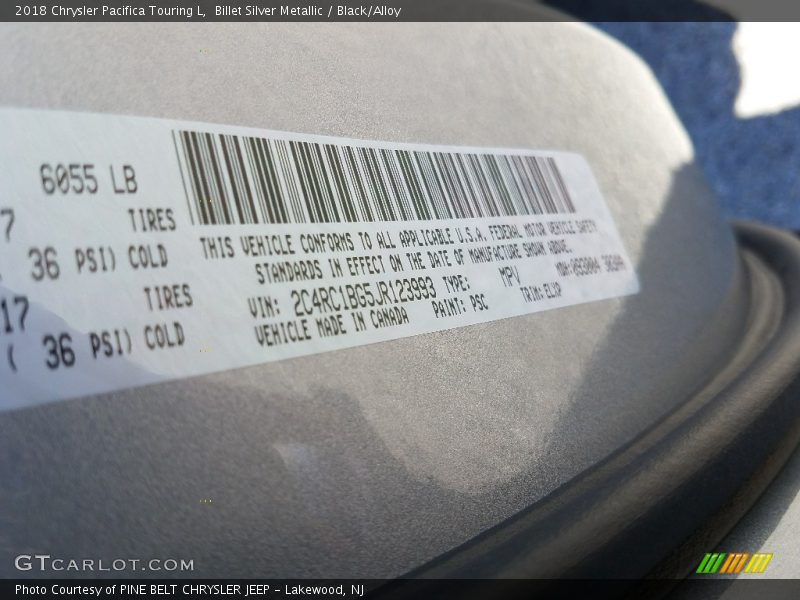 2018 Chrysler Pacifica Touring L,  Billet Silver Metallic / Black/Alloy
6055 LB
7 TIRES
36 PSI) COLD
17 TIRES
( 36 PSI) COLD
THIS VEHICLE CONFORMS TO ALL APPLICABLE U.S.A. FEDERAL MOTOR VEHICLE SAFETY
STANDARDS IN EFFECT ON THE DATE OF MANUFACTURE SHOWN ABOVE.
VIN: 2C4RC1BG5JR123993 TYPE: MPV
VEHICLE MADE IN CANADA PAINT: PSC TRIM:
GTCARLOT.COM
Photo Courtesy of PINE BELT CHRYSLER JEEP - Lakewood, NJ